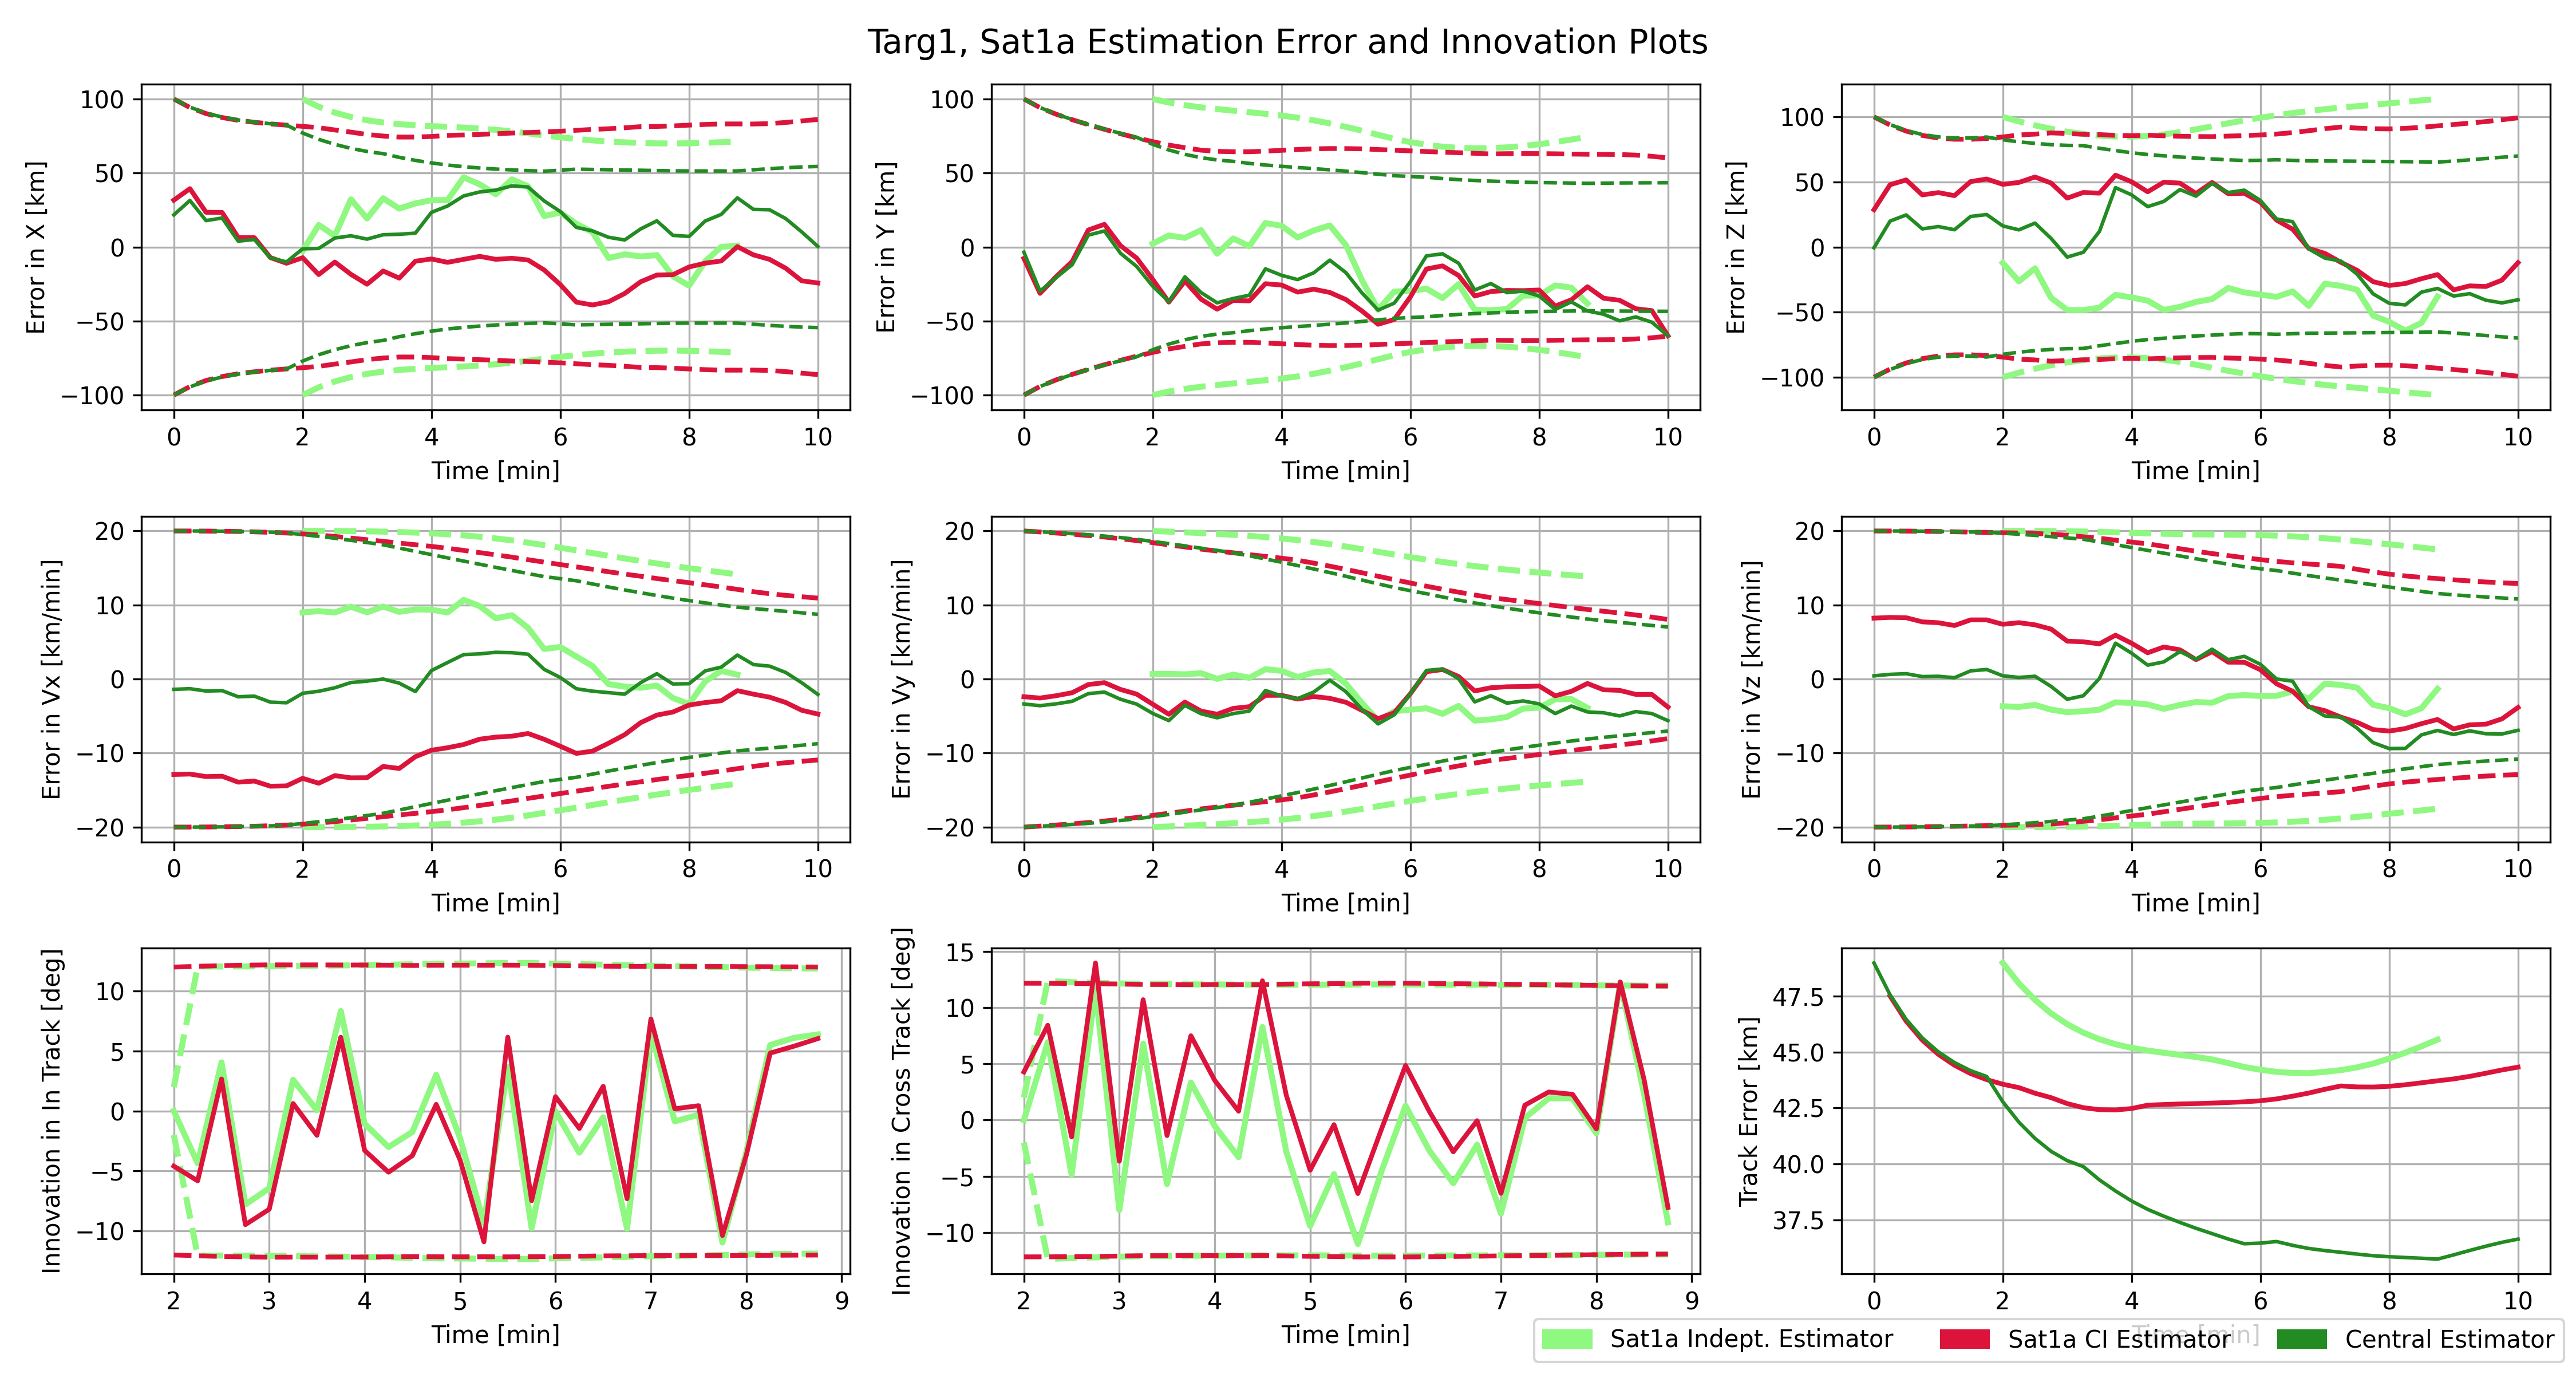 Targ1, Sat1a Estimation Error and Innovation Plots
Error in X [km]
100
50
0
−50
−100
0 2 4 6 8 10
Time [min]
Error in Y [km]
100
50
0
−50
−100
0 2 4 6 8 10
Time [min]
Error in Z [km]
100
50
0
−50
−100
0 2 4 6 8 10
Time [min]
Error in Vx [km/min]
20
10
0
−10
−20
0 2 4 6 8 10
Time [min]
Error in Vy [km/min]
20
10
0
−10
−20
0 2 4 6 8 10
Time [min]
Error in Vz [km/min]
20
10
0
−10
−20
0 2 4 6 8 10
Time [min]
Innovation in In Track [deg]
10
5
0
−5
−10
2 3 4 5 6 7 8 9
Time [min]
Innovation in Cross Track [deg]
15
10
5
0
−5
−10
2 3 4 5 6 7 8 9
Time [min]
Track Error [km]
47.5
45.0
42.5
40.0
37.5
0 2 4 6 8 10
Time [min]
Sat1a Indept. Estimator Sat1a CI Estimator Central Estimator